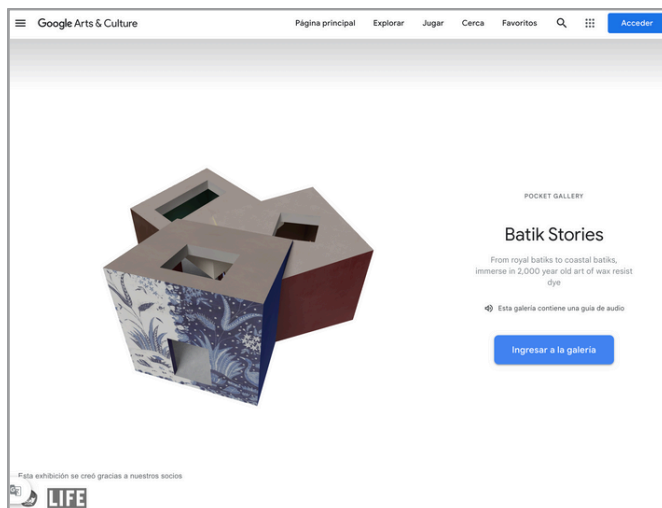 Google Arts & Culture
Página principal Explorar Jugar Cerca Favoritos Acceder
POCKET GALLERY
Batik Stories
From royal batiks to coastal batiks,
immerse in 2,000 year old art of wax resist
dye
Esta galería contiene una guía de audio
Ingresar a la galería
Esta exhibición se creó gracias a nuestros socios
LIFE